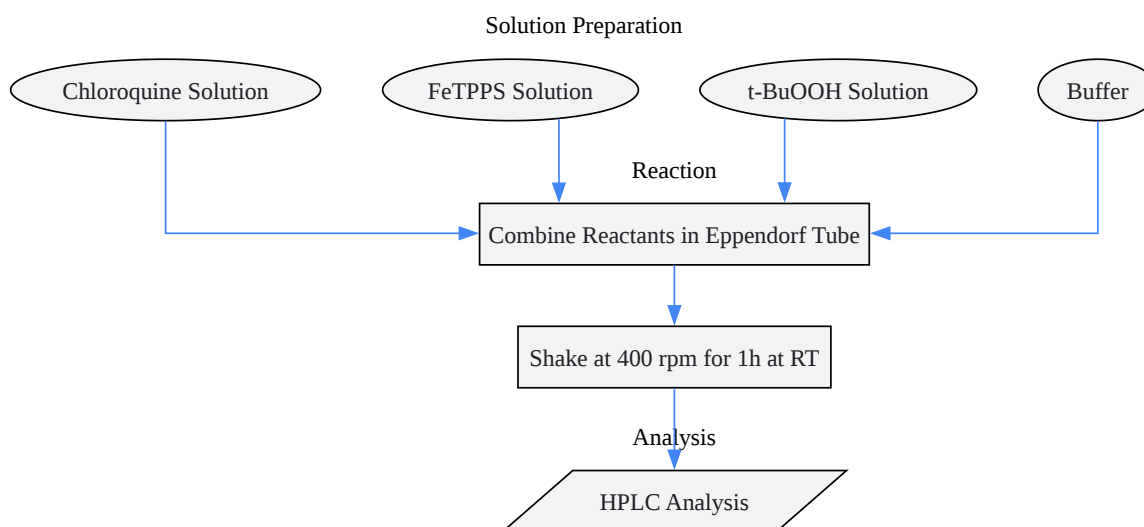 Solution Preparation
Chloroquine Solution
FeTPPS Solution
t-BuOOH Solution
Buffer
Reaction
Combine Reactants in Eppendorf Tube
Shake at 400 rpm for 1h at RT
Analysis
HPLC Analysis